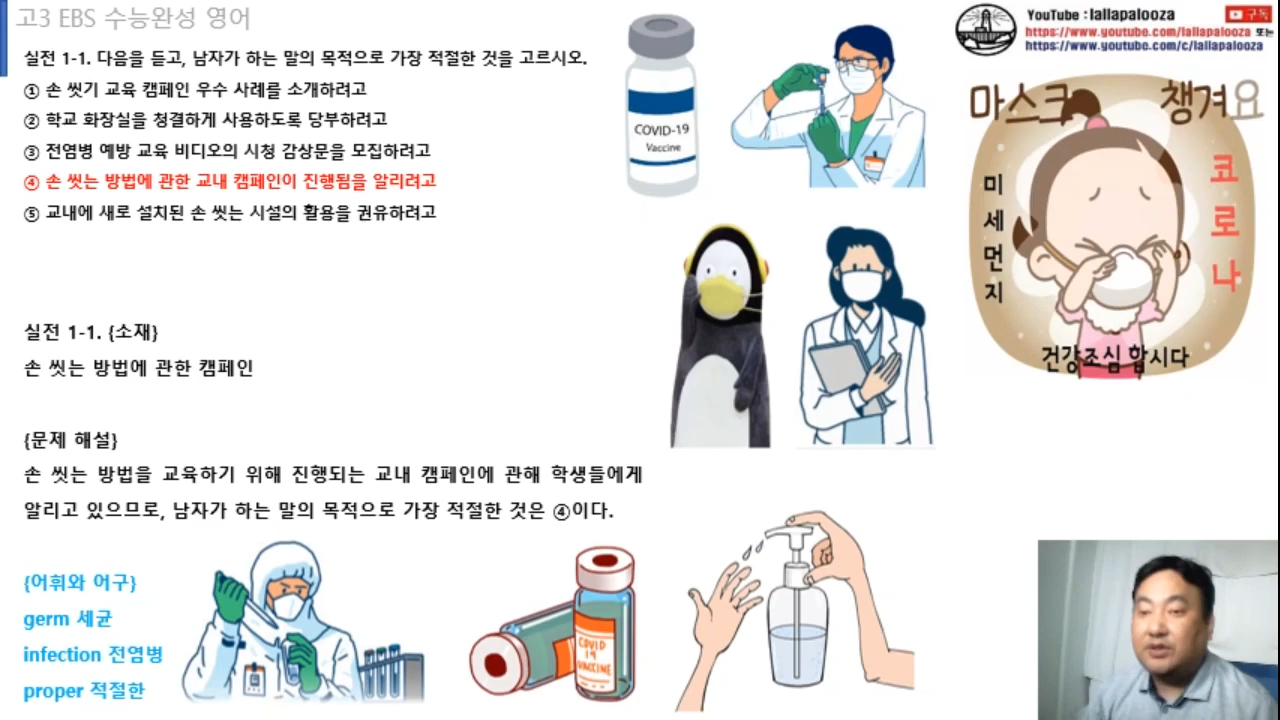 고3 EBS 수능완성 영어
실전 1-1. 다음을 듣고, 남자가 하는 말의 목적으로 가장 적절한 것을 고르시오.
① 손 씻기 교육 캠페인 우수 사례를 소개하려고
② 학교 화장실을 청결하게 사용하도록 당부하려고
③ 전염병 예방 교육 비디오의 시청 감상문을 모집하려고
④ 손 씻는 방법에 관한 교내 캠페인이 진행됨을 알리려고
⑤ 교내에 새로 설치된 손 씻는 시설의 활용을 권유하려고
실전 1-1. {소재}
손 씻는 방법에 관한 캠페인
{문제 해설}
손 씻는 방법을 교육하기 위해 진행되는 교내 캠페인에 관해 학생들에게
알리고 있으므로, 남자가 하는 말의 목적으로 가장 적절한 것은 ④이다.
{어휘와 어구}
germ 세균
infection 전염병
proper 적절한
COVID-19
Vaccine
COVID
19
VACCINE
YouTube : lallapalooza
구독
https://www.youtube.com/lallapalooza 또는
https://www.youtube.com/c/lallapalooza
마스크 챙겨요
미세먼지
코로나
건강조심 합시다